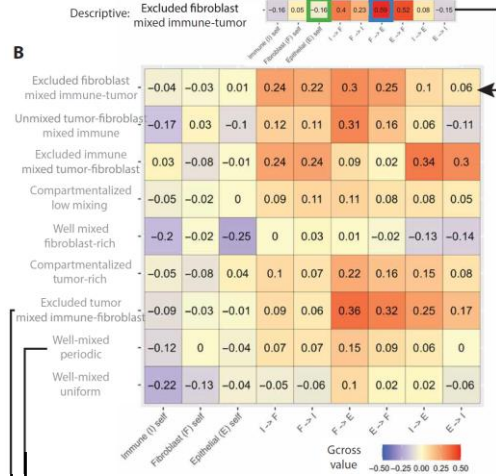 Descriptive: Excluded fibroblast mixed immune-tumor
−0.16 0.05 −0.16 0.4 0.23 0.52 0.08 −0.15
Immune (I) self
Fibroblast (F) self
Epithelial (E) self
I -> F
F -> I
F -> E
E -> F
I -> E
E -> I
B
Excluded fibroblast
mixed immune-tumor
−0.04 −0.03 0.01 0.24 0.22 0.3 0.25 0.1 0.06
Unmixed tumor-fibroblast
mixed immune
−0.17 0.03 −0.1 0.12 0.11 0.31 0.16 0.06 −0.11
Excluded immune
mixed tumor-fibroblast
0.03 −0.08 −0.01 0.24 0.24 0.09 0.02 0.34 0.3
Compartmentalized
low mixing
−0.05 −0.02 0 0.09 0.11 0.11 0.08 0.08 0.05
Well mixed
fibroblast-rich
−0.2 −0.02 −0.25 0 0.03 0.01 −0.02 −0.13 −0.14
Compartmentalized
tumor-rich
−0.05 −0.08 0.04 0.1 0.07 0.22 0.16 0.15 0.08
Excluded tumor
mixed immune-fibroblast
−0.09 −0.03 −0.01 0.09 0.06 0.36 0.32 0.25 0.17
Well-mixed
periodic
−0.12 0 −0.04 0.07 0.07 0.15 0.09 0.06 0
Well-mixed
uniform
−0.22 −0.13 −0.04 −0.05 −0.06 0.1 0.02 0.02 −0.06
Immune (I) self
Fibroblast (F) self
Epithelial (E) self
I -> F
F -> I
F -> E
E -> F
I -> E
E -> I
Gcross
value
−0.50 −0.25 0.00 0.25 0.50